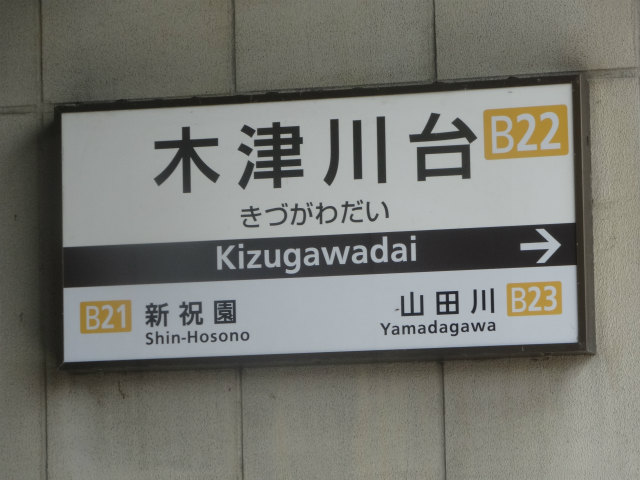 木津川台 B22
きづがわだい
Kizugawadai →
B21 新祝園 山田川 B23
Shin-Hosono Yamadagawa